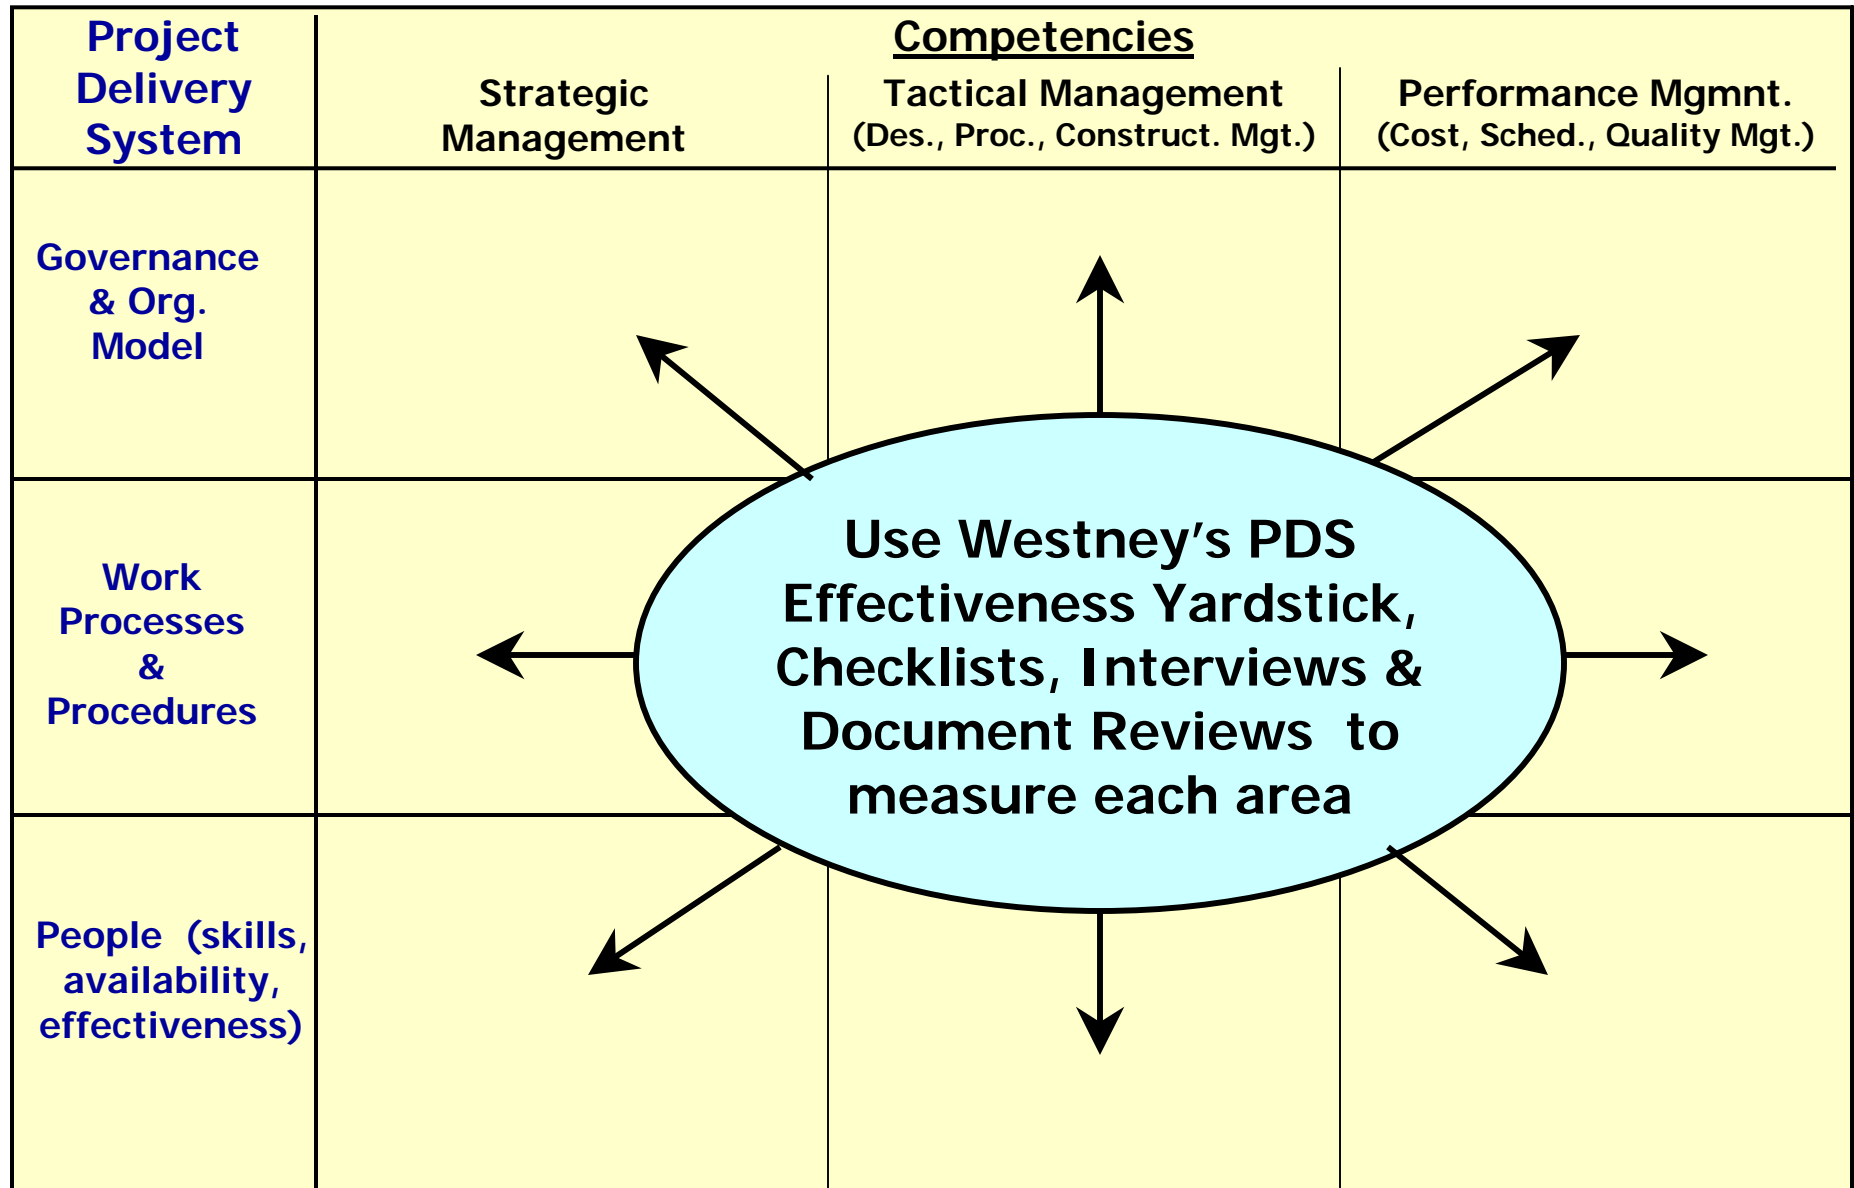 Project
Delivery
System
Competencies
Strategic
Management
Tactical Management
(Des., Proc., Construct. Mgt.)
Performance Mgmnt.
(Cost, Sched., Quality Mgt.)
Governance
& Org.
Model
Work
Processes
&
Procedures
People (skills,
availability,
effectiveness)
Use Westney’s PDS
Effectiveness Yardstick,
Checklists, Interviews &
Document Reviews to
measure each area